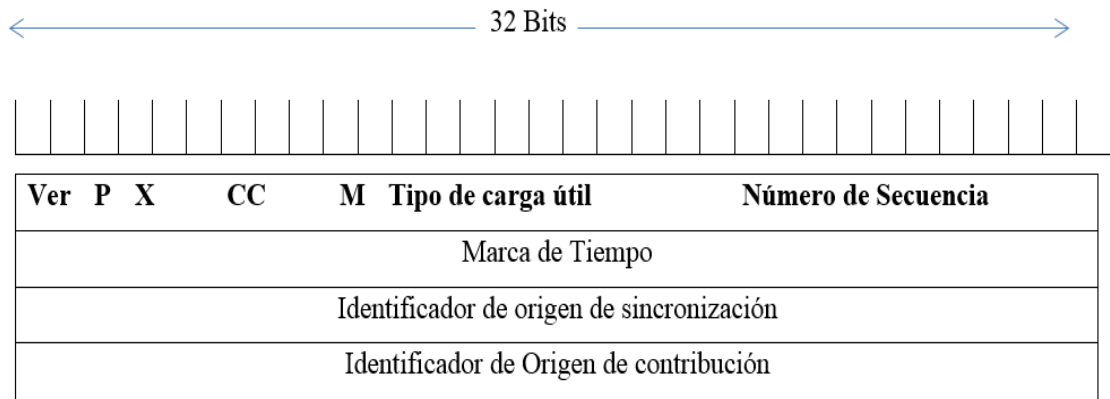 32 Bits
Ver P X CC M Tipo de carga útil Número de Secuencia
Marca de Tiempo
Identificador de origen de sincronización
Identificador de Origen de contribución